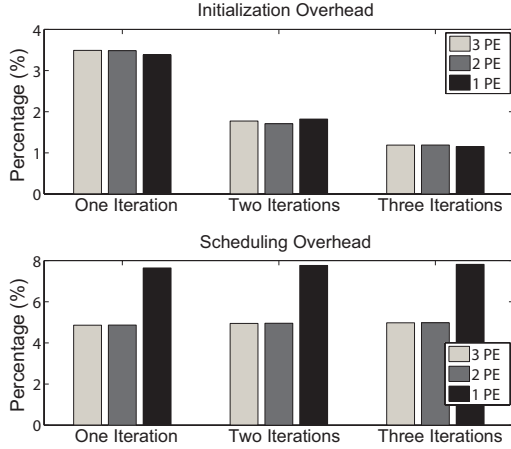 Initialization Overhead
Percentage (%)
4
3
2
1
0
3 PE
2 PE
1 PE
One Iteration Two Iterations Three Iterations
Scheduling Overhead
Percentage (%)
8
6
4
2
0
3 PE
2 PE
1 PE
One Iteration Two Iterations Three Iterations